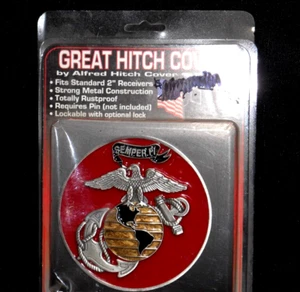 GREAT HITCH CO
by Alfred Hitch Cover
• Fits Standard 2" Receivers
• Strong Metal Construction
• Totally Rustproof
• Requires Pin (not included)
• Lockable with optional lock
SEMPER FI